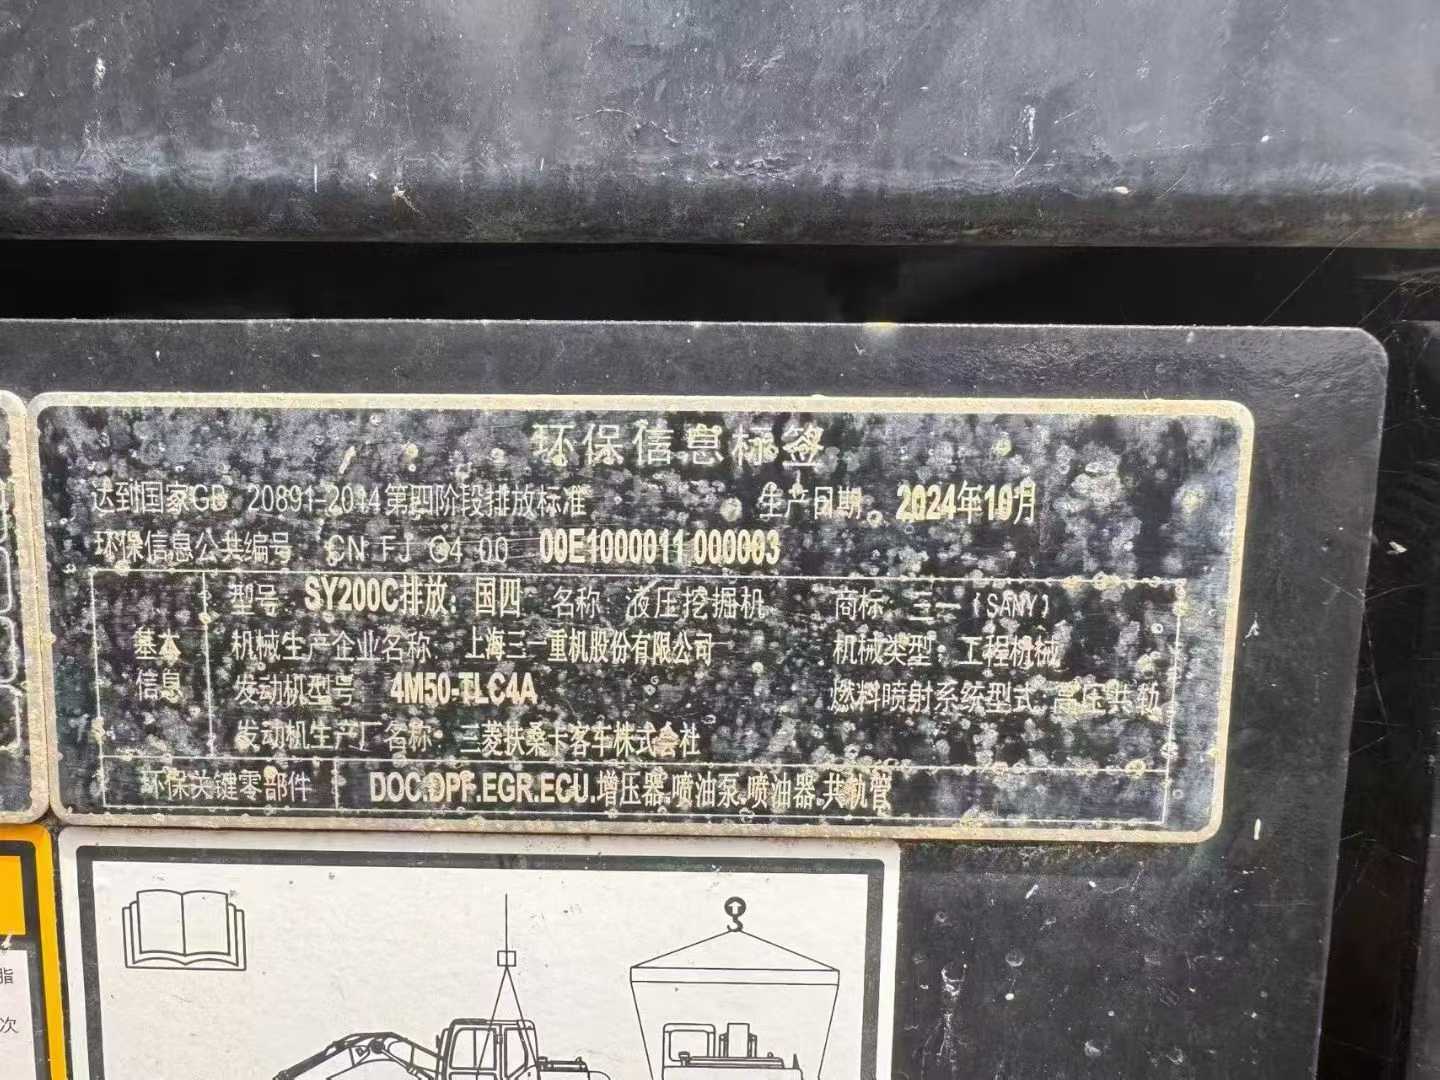 环保信息标签
达到国家GB 20891-2014第四阶段排放标准 生产日期。 2024年10月
环保信息公共编号 CN FJ G4 00 00E1000011 000003
基本信息
型号 SY200C排放：国四 名称 液压挖掘机 商标 三一（SANY）
机械生产企业名称： 上海三一重机股份有限公司 机械类型：工程机械
发动机型号 4M50-TLC4A 燃料喷射系统型式：高压共轨
发动机生产厂名称： 三菱扶桑卡客车株式会社
环保关键零部件 DOC.DPF.EGR.ECU.增压器.喷油泵.喷油器.共軌管
脂
次